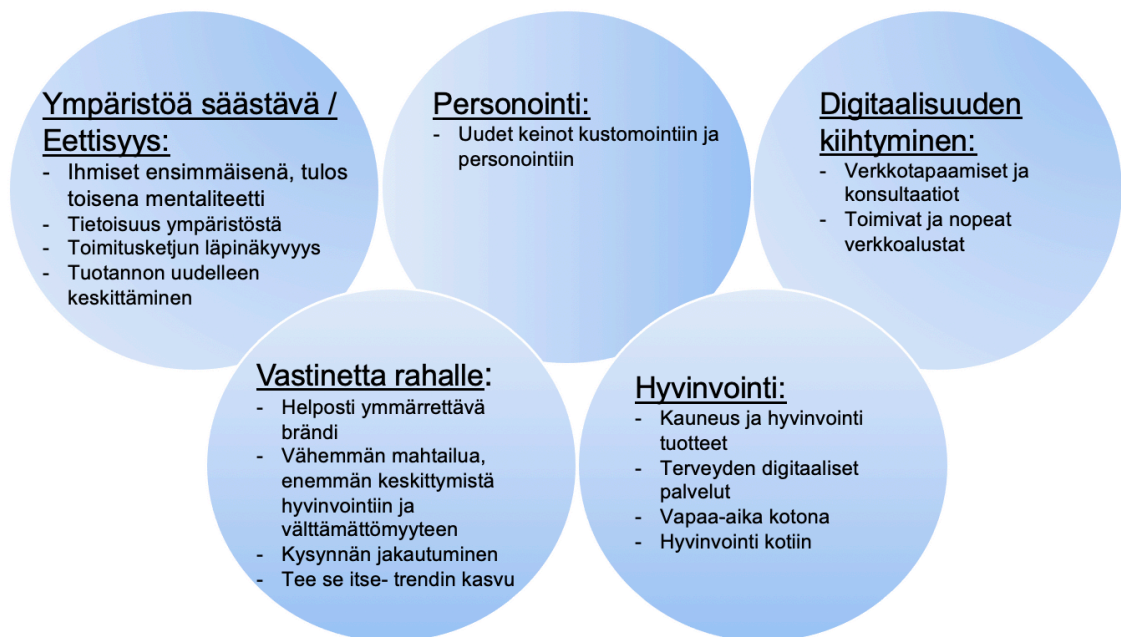 Ympäristöä säästävä /
Eettisyys:
- Ihmiset ensimmäisenä, tulos
toisena mentaliteetti
- Tietoisuus ympäristöstä
- Toimitusketjun läpinäkyvyys
- Tuotannon uudelleen
keskittäminen
Personointi:
- Uudet keinot kustomointiin ja
personointiin
Digitaalisuuden
kiihtyminen:
- Verkkotapaamiset ja
konsultaatiot
- Toimivat ja nopeat
verkkoalustat
Vastinetta rahalle:
- Helposti ymmärrettävä
brändi
- Vähemmän mahtailua,
enemmän keskittymistä
hyvinvointiin ja
välttämättömyyteen
- Kysynnän jakautuminen
- Tee se itse- trendin kasvu
Hyvinvointi:
- Kauneus ja hyvinvointi
tuotteet
- Terveyden digitaaliset
palvelut
- Vapaa-aika kotona
- Hyvinvointi kotiin